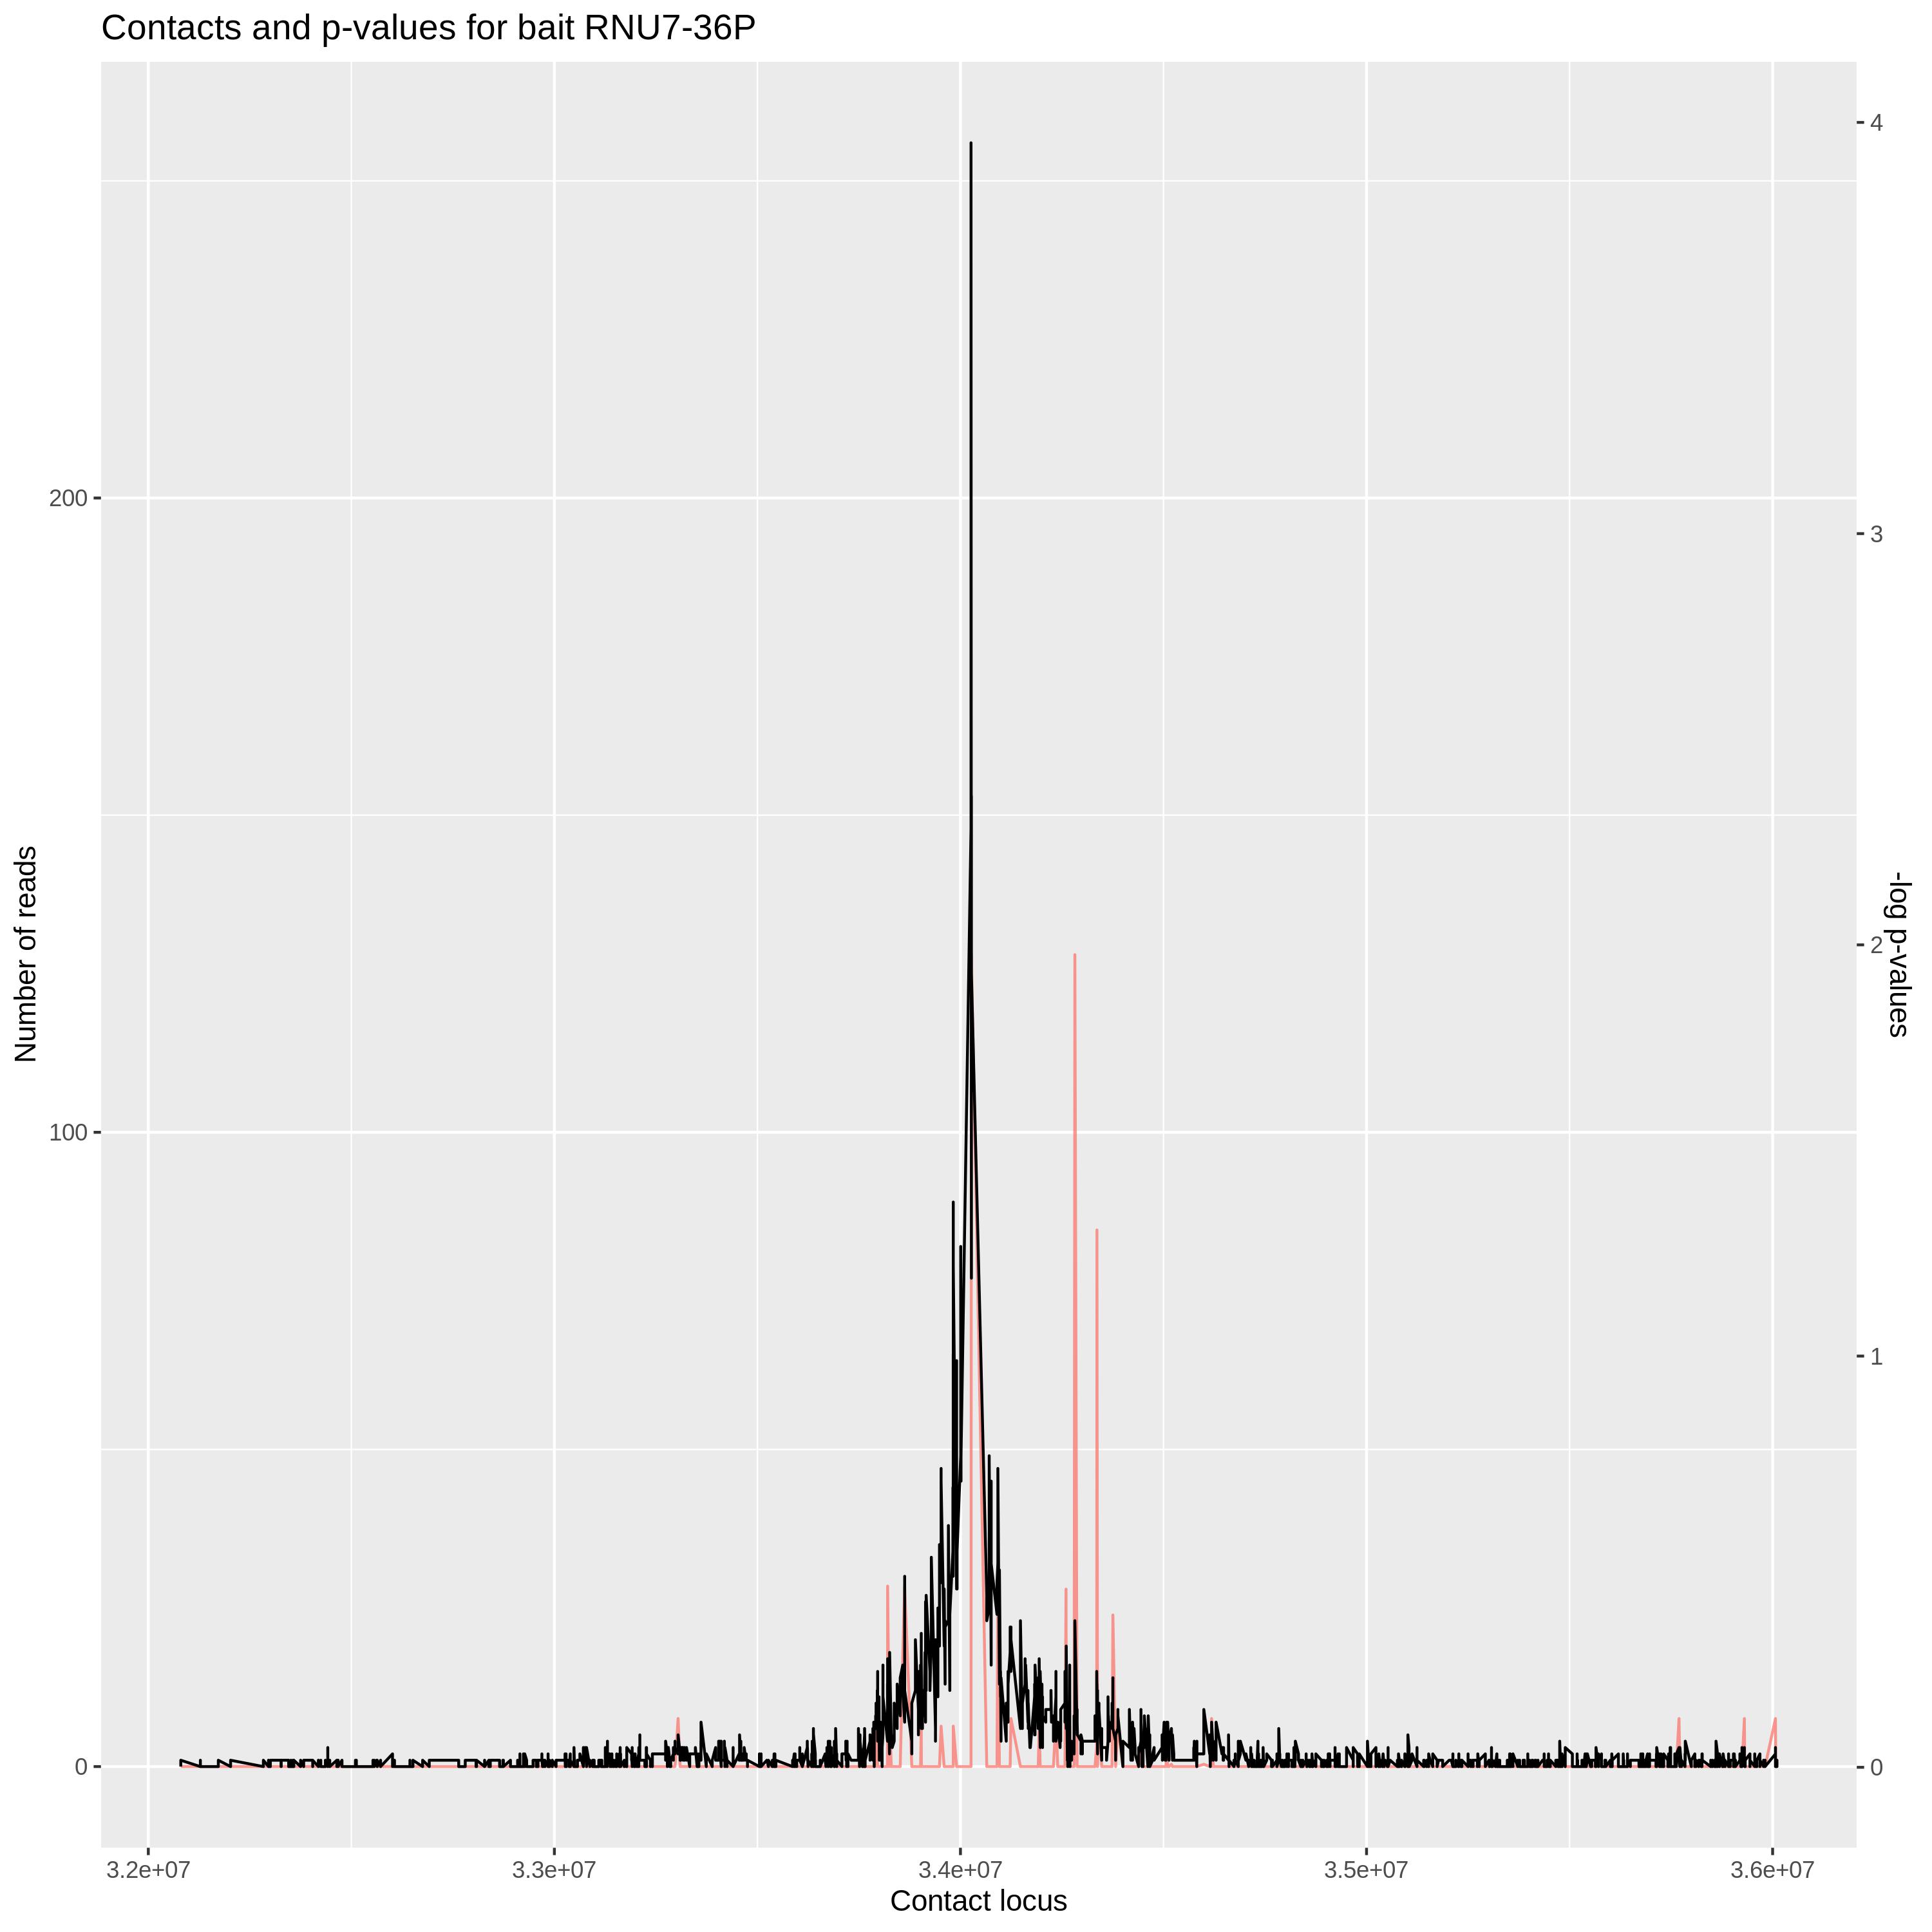 Contacts and p-values for bait RNU7-36P
Number of reads
200
100
0
4
3
2
1
0
-log p-values
3.2e+07
3.3e+07
3.4e+07
3.5e+07
3.6e+07
Contact locus